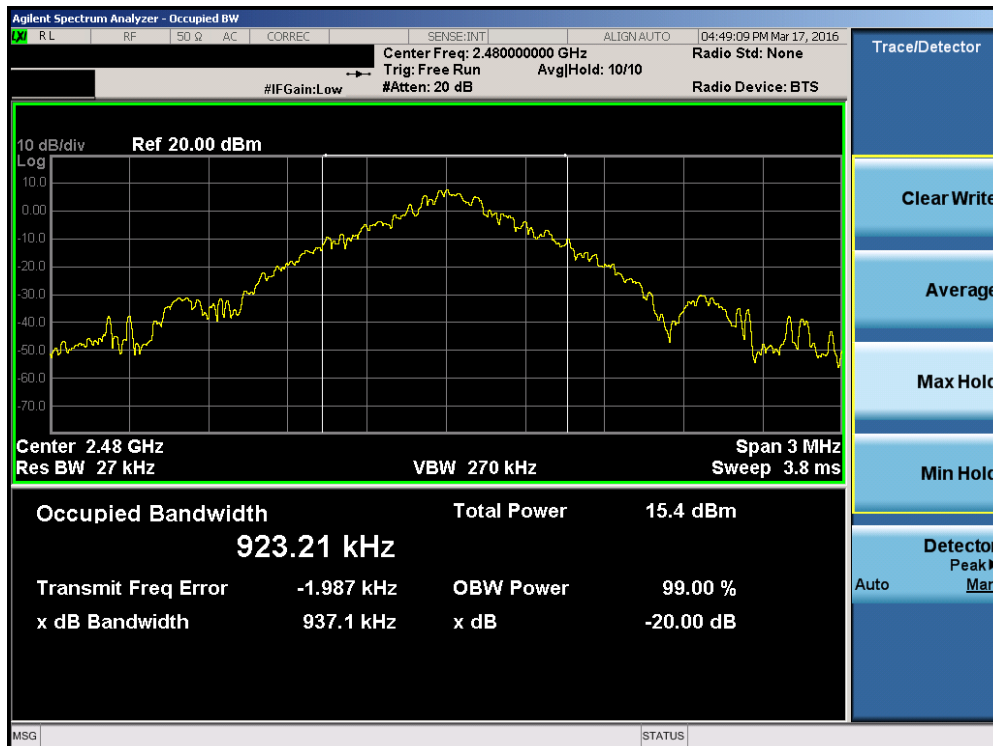 Agilent Spectrum Analyzer - Occupied BW
LXI RL RF 50 Ω AC CORREC SENSE:INT ALIGN AUTO 04:49:09 PM Mar 17, 2016
Center Freq: 2.480000000 GHz Radio Std: None
Trig: Free Run Avg|Hold: 10/10
#IFGain:Low #Atten: 20 dB Radio Device: BTS
Trace/Detector
10 dB/div Ref 20.00 dBm
Log
10.0
0.00
-10.0
-20.0
-30.0
-40.0
-50.0
-60.0
-70.0
Center 2.48 GHz Span 3 MHz
Res BW 27 kHz VBW 270 kHz Sweep 3.8 ms
Occupied Bandwidth Total Power 15.4 dBm
923.21 kHz
Transmit Freq Error -1.987 kHz OBW Power 99.00 %
x dB Bandwidth 937.1 kHz x dB -20.00 dB
Clear Write
Average
Max Hold
Min Hold
Detector
Peak
Auto Man
MSG STATUS